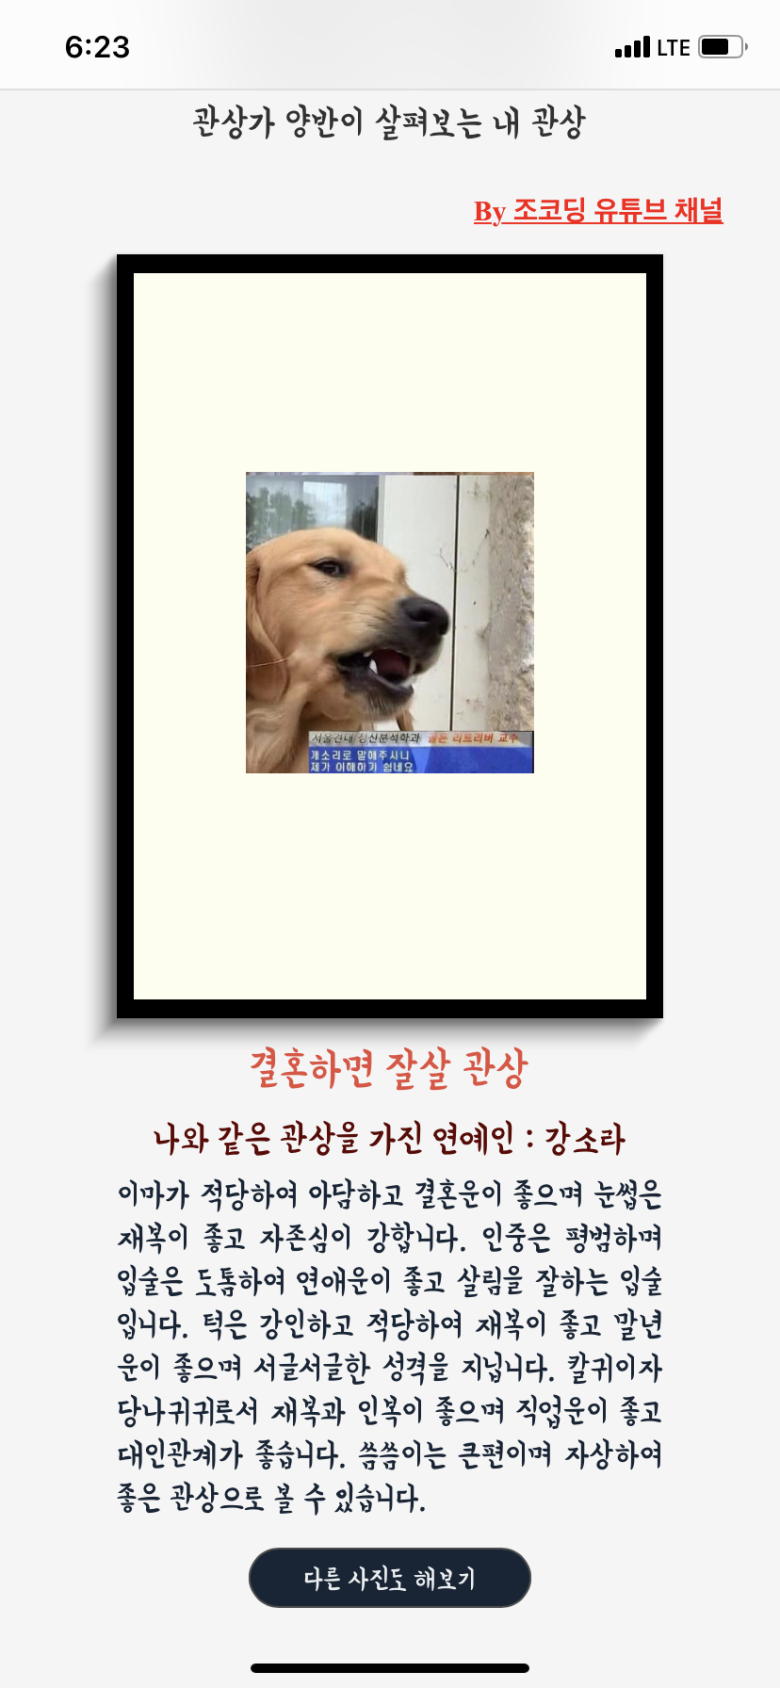 6:23
LTE
관상가 양반이 살펴보는 내 관상
By 조코딩 유튜브 채널
정신분석학과 골든 리트리버 교수
개소리로 말해주시니
제가 이해하기 쉽네요
결혼하면 잘살 관상
나와 같은 관상을 가진 연예인 : 강소라
이마가 적당하여 아담하고 결혼운이 좋으며 눈썹은
재복이 좋고 자존심이 강합니다. 인중은 평범하며
입술은 도톰하여 연애운이 좋고 살림을 잘하는 입술
입니다. 턱은 강인하고 적당하여 재복이 좋고 말년
운이 좋으며 서글서글한 성격을 지닙니다. 칼귀이자
당나귀귀로서 재복과 인복이 좋으며 직업운이 좋고
대인관계가 좋습니다. 씀씀이는 큰편이며 자상하여
좋은 관상으로 볼 수 있습니다.
다른 사진도 해보기